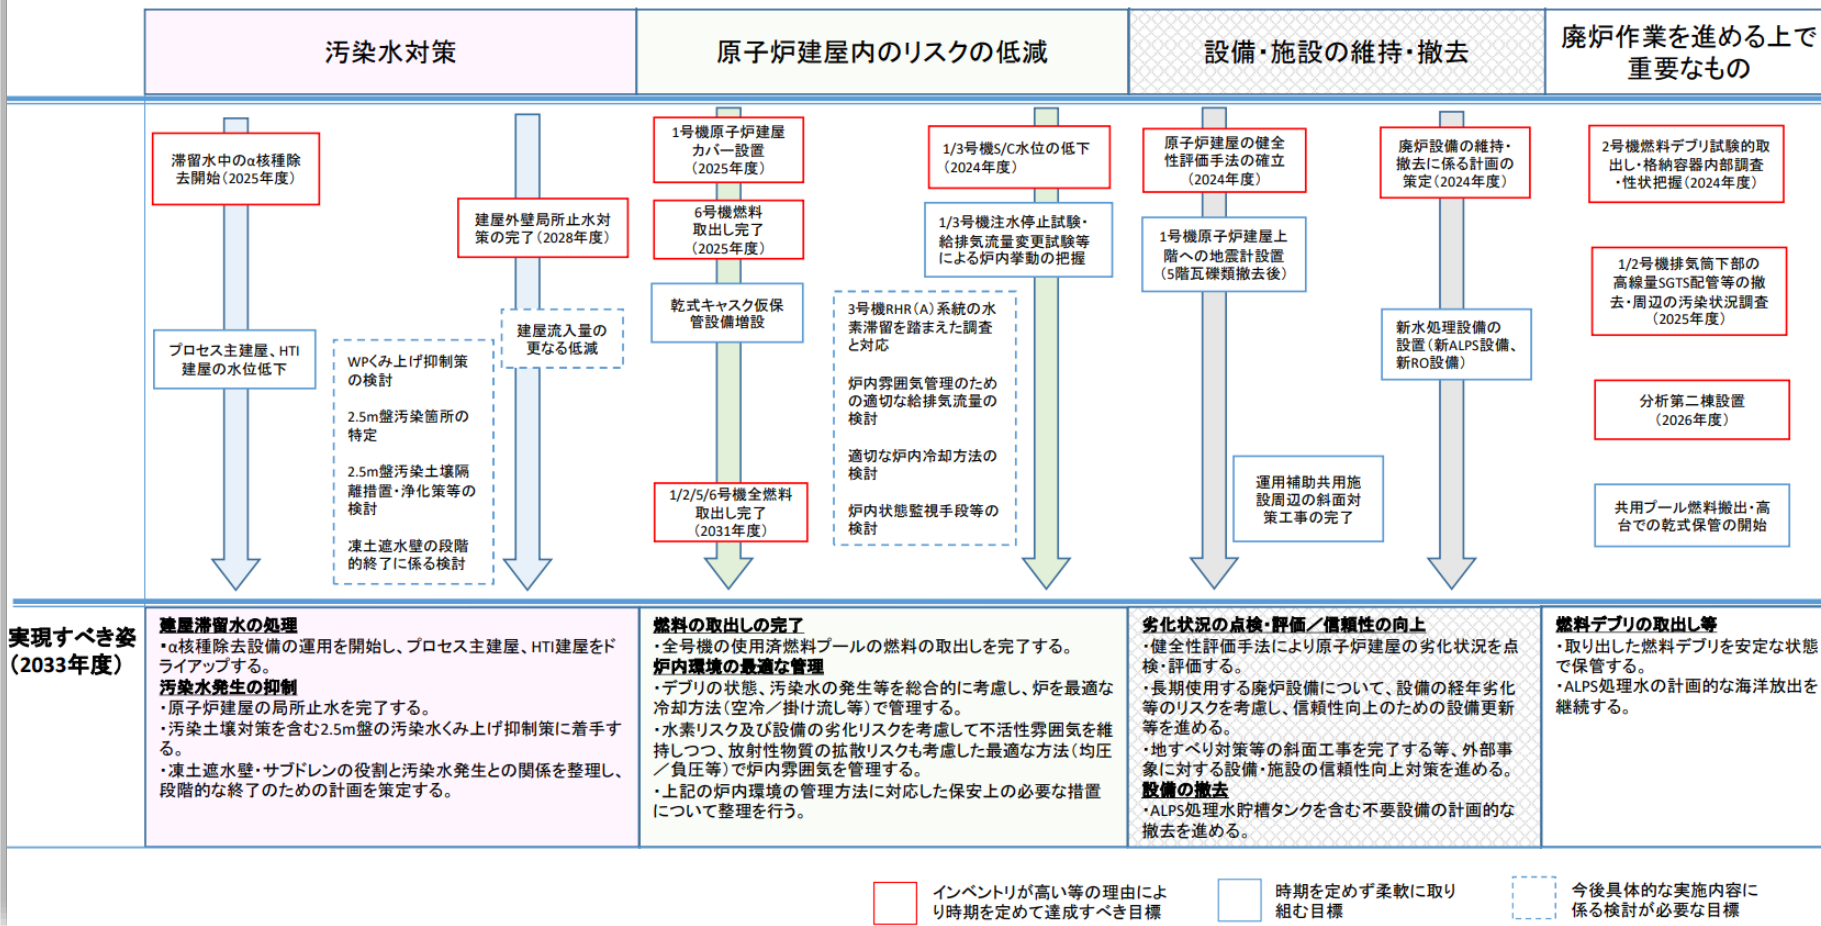 汚染水対策
原子炉建屋内のリスクの低減
設備・施設の維持・撤去
廃炉作業を進める上で
重要なもの
滞留水中のα核種除
去開始(2025年度)
プロセス主建屋、HTI
建屋の水位低下
WPくみ上げ抑制策
の検討
2.5m盤汚染箇所の
特定
2.5m盤汚染土壌隔
離措置・浄化策等の
検討
凍土遮水壁の段階
的終了に係る検討
建屋外壁局所止水対
策の完了(2028年度)
建屋流入量の
更なる低減
1号機原子炉建屋
カバー設置
(2025年度)
6号機燃料
取出し完了
(2025年度)
乾式キャスク仮保
管設備増設
1/2/5/6号機全燃料
取出し完了
(2031年度)
1/3号機S/C水位の低下
(2024年度)
1/3号機注水停止試験・
給排気流量変更試験等
による炉内挙動の把握
3号機RHR(A)系統の水
素滞留を踏まえた調査
と対応
炉内雰囲気管理のため
の適切な給排気流量の
検討
適切な炉内冷却方法の
検討
炉内状態監視手段等の
検討
原子炉建屋の健全
性評価手法の確立
(2024年度)
1号機原子炉建屋上
階への地震計設置
(5階瓦礫類撤去後)
運用補助共用施
設周辺の斜面対
策工事の完了
廃炉設備の維持・
撤去に係る計画の
策定(2024年度)
新水処理設備の
設置(新ALPS設備、
新RO設備)
2号機燃料デブリ試験的取
出し・格納容器内部調査
・性状把握(2024年度)
1/2号機排気筒下部の
高線量SGTS配管等の撤
去・周辺の汚染状況調査
(2025年度)
分析第二棟設置
(2026年度)
共用プール燃料搬出・高
台での乾式保管の開始
実現すべき姿
(2033年度)
建屋滞留水の処理
・α核種除去設備の運用を開始し、プロセス主建屋、HTI建屋をド
ライアップする。
汚染水発生の抑制
・原子炉建屋の局所止水を完了する。
・汚染土壌対策を含む2.5m盤の汚染水くみ上げ抑制策に着手す
る。
・凍土遮水壁・サブドレンの役割と汚染水発生との関係を整理し、
段階的な終了のための計画を策定する。
燃料の取出しの完了
・全号機の使用済燃料プールの燃料の取出しを完了する。
炉内環境の最適な管理
・デブリの状態、汚染水の発生等を総合的に考慮し、炉を最適な
冷却方法(空冷/掛け流し等)で管理する。
・水素リスク及び設備の劣化リスクを考慮して不活性雰囲気を維
持しつつ、放射性物質の拡散リスクも考慮した最適な方法(均圧
/負圧等)で炉内雰囲気を管理する。
・上記の炉内環境の管理方法に対応した保安上の必要な措置
について整理を行う。
劣化状況の点検・評価/信頼性の向上
・健全性評価手法により原子炉建屋の劣化状況を点
検・評価する。
・長期使用する廃炉設備について、設備の経年劣化
等のリスクを考慮し、信頼性向上のための設備更新
等を進める。
・地すべり対策等の斜面工事を完了する等、外部事
象に対する設備・施設の信頼性向上対策を進める。
設備の撤去
・ALPS処理水貯槽タンクを含む不要設備の計画的な
撤去を進める。
燃料デブリの取出し等
・取り出した燃料デブリを安定な状態
で保管する。
・ALPS処理水の計画的な海洋放出を
継続する。
インベントリが高い等の理由によ
り時期を定めて達成すべき目標
時期を定めず柔軟に取り
組む目標
今後具体的な実施内容に
係る検討が必要な目標